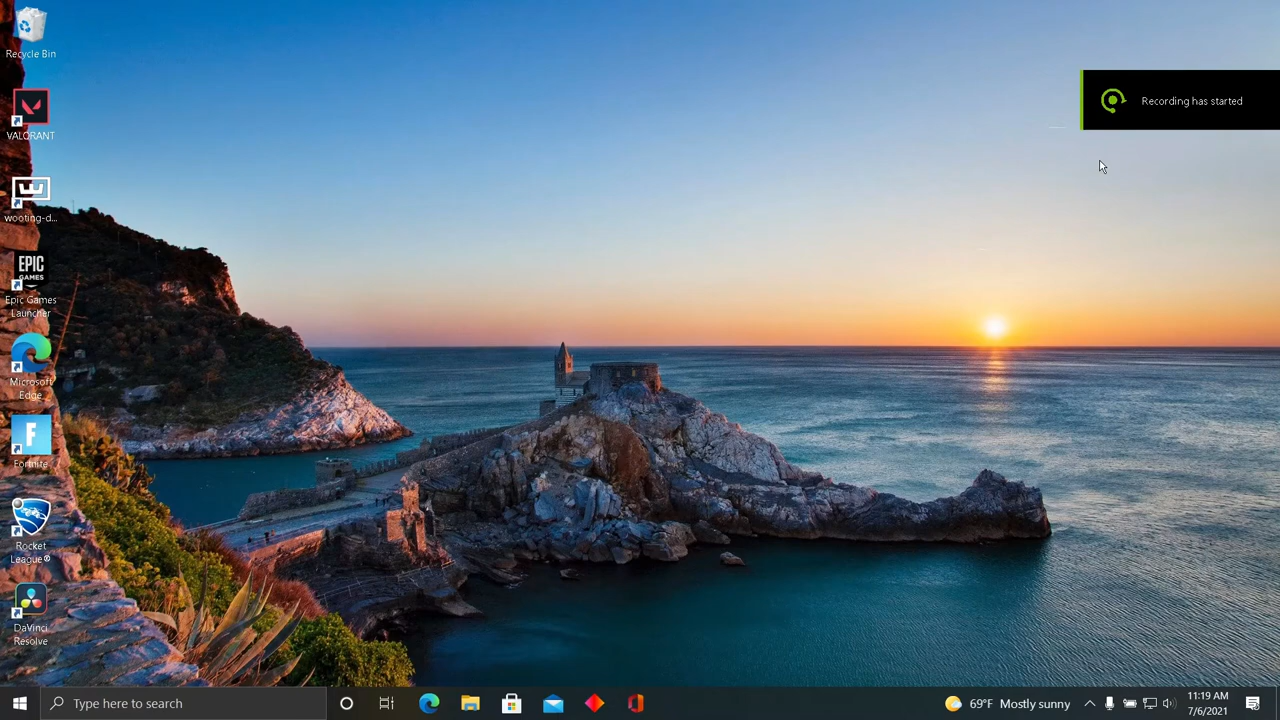 Recycle Bin
VALORANT
wooting-d...
EPIC
GAMES
Epic Games
Launcher
Microsoft
Edge
F
Fortnite
Rocket
League®
DaVinci
Resolve
Recording has started
Type here to search
69°F Mostly sunny
11:19 AM
7/6/2021